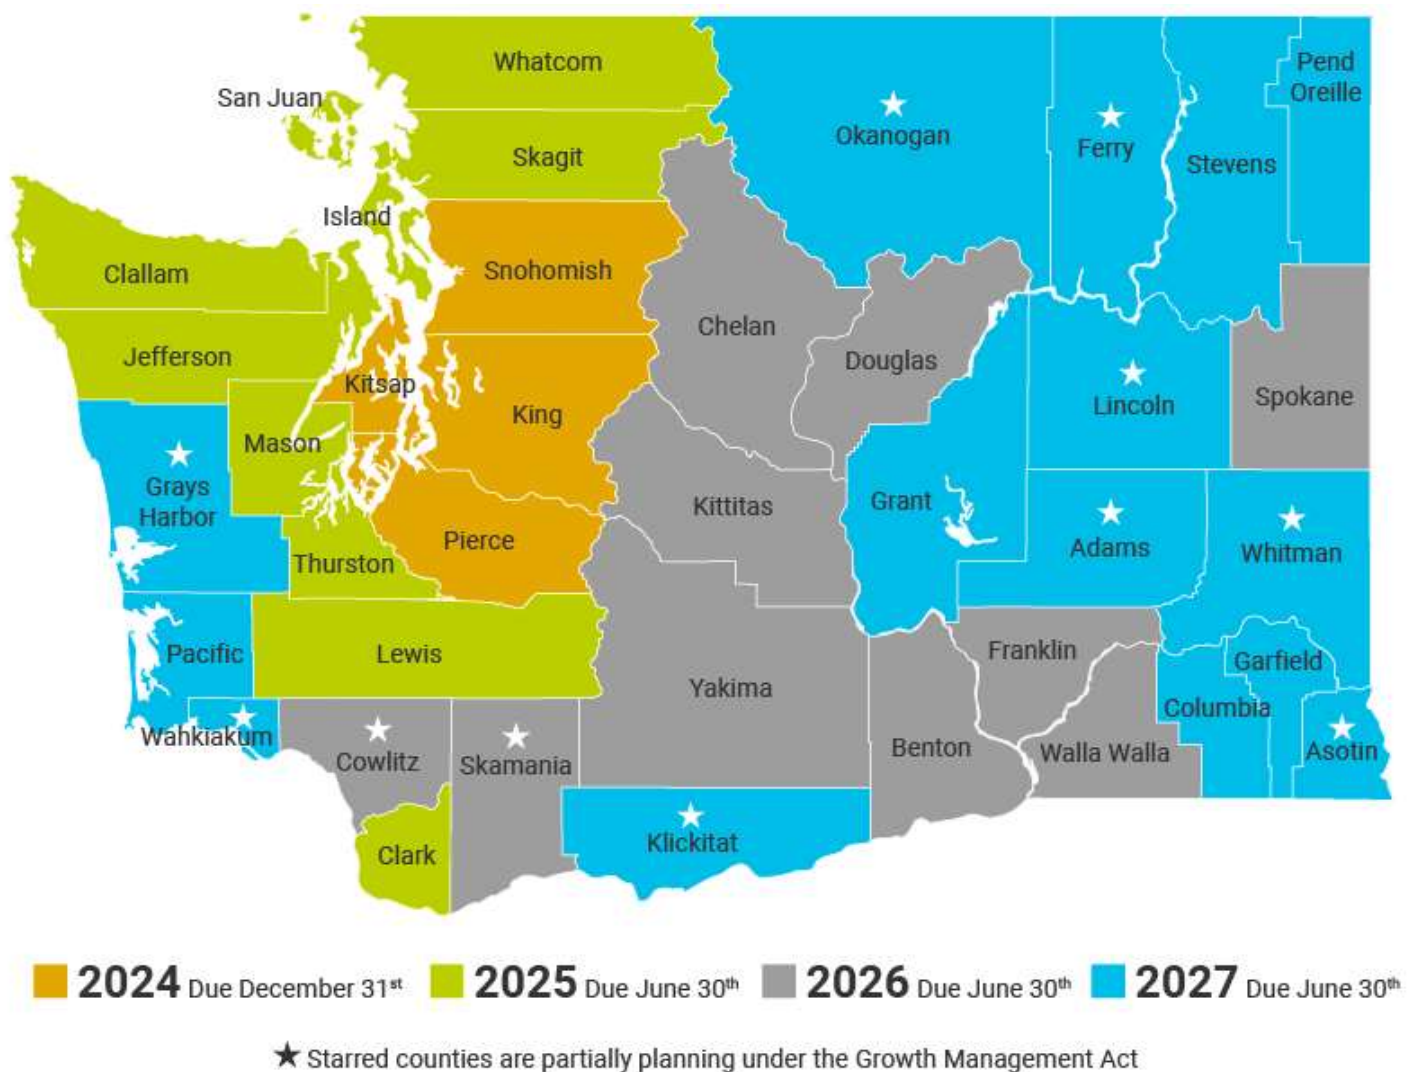 Whatcom
San Juan
Pend
Oreille
Okanogan
Ferry
Skagit
Stevens
Island
Snohomish
Clallam
Chelan
Jefferson
Douglas
Kitsap
Spokane
Lincoln
King
Mason
Grays
Harbor
Grant
Kittitas
Pierce
Adams
Whitman
Thurston
Pacific
Lewis
Franklin
Garfield
Yakima
Columbia
Wahkiakum
Benton
Walla Walla
Asotin
Cowlitz
Skamania
Klickitat
Clark
2024 Due December 31st 2025 Due June 30th 2026 Due June 30th 2027 Due June 30th
★ Starred counties are partially planning under the Growth Management Act